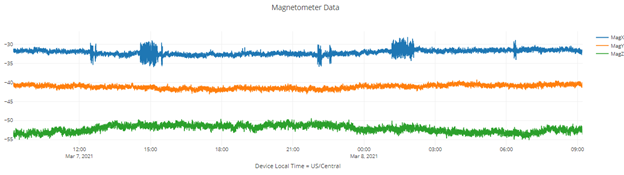 Magnetometer Data
MagX
MagY
MagZ
−30
−35
−40
−45
−50
−55
12:00 15:00 18:00 21:00 00:00 03:00 06:00 09:00
Mar 7, 2021 Mar 8, 2021
Device Local Time = US/Central